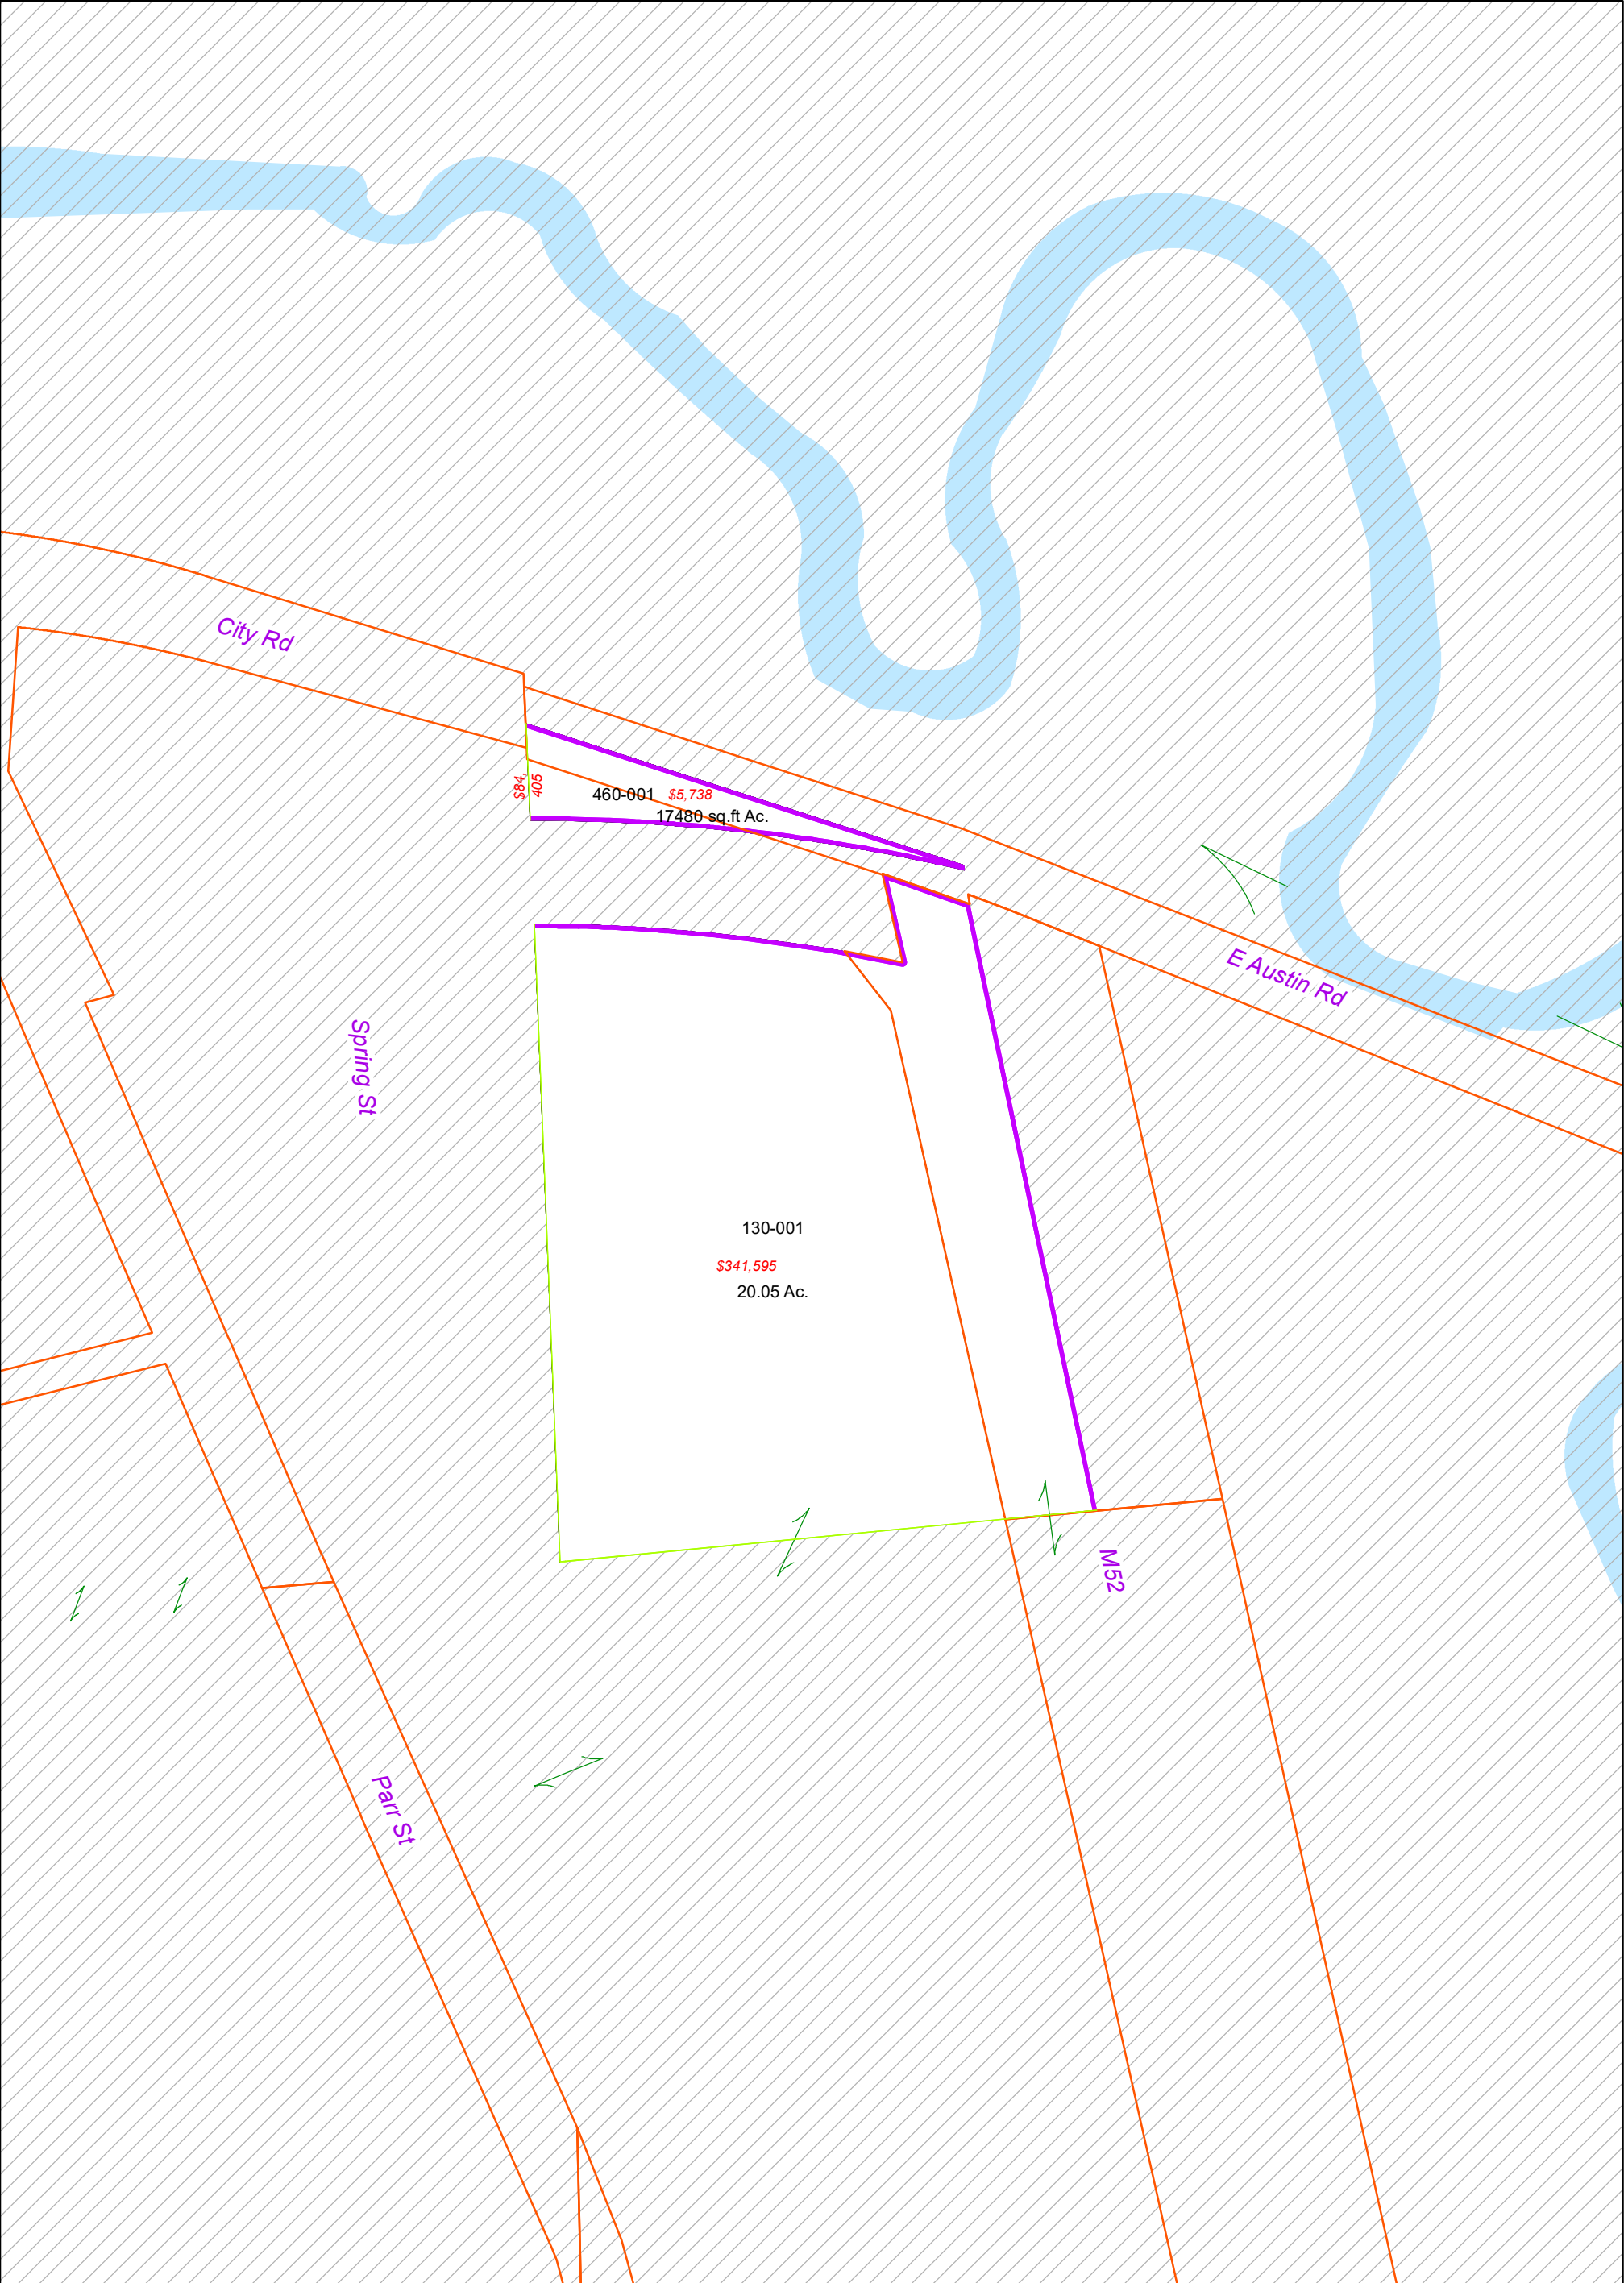 City Rd
$84,
405
460-001 $5,738
17480 sq.ft Ac.
E Austin Rd
Spring St
130-001
$341,595
20.05 Ac.
M52
Parr St